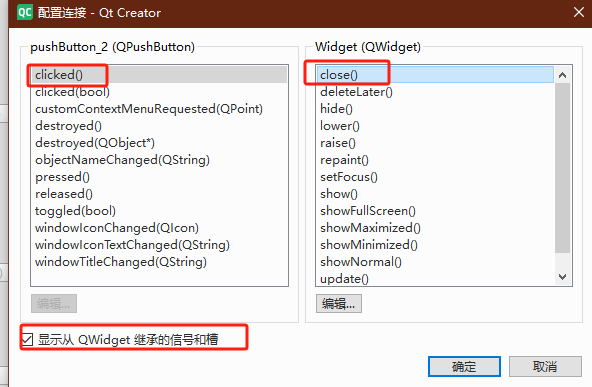 QC 配置连接 - Qt Creator
pushButton_2 (QPushButton)
clicked()
clicked(bool)
customContextMenuRequested(QPoint)
destroyed()
destroyed(QObject*)
objectNameChanged(QString)
pressed()
released()
toggled(bool)
windowIconChanged(QIcon)
windowIconTextChanged(QString)
windowTitleChanged(QString)
编辑...
Widget (QWidget)
close()
deleteLater()
hide()
lower()
raise()
repaint()
setFocus()
show()
showFullScreen()
showMaximized()
showMinimized()
showNormal()
update()
编辑...
显示从 QWidget 继承的信号和槽
确定
取消